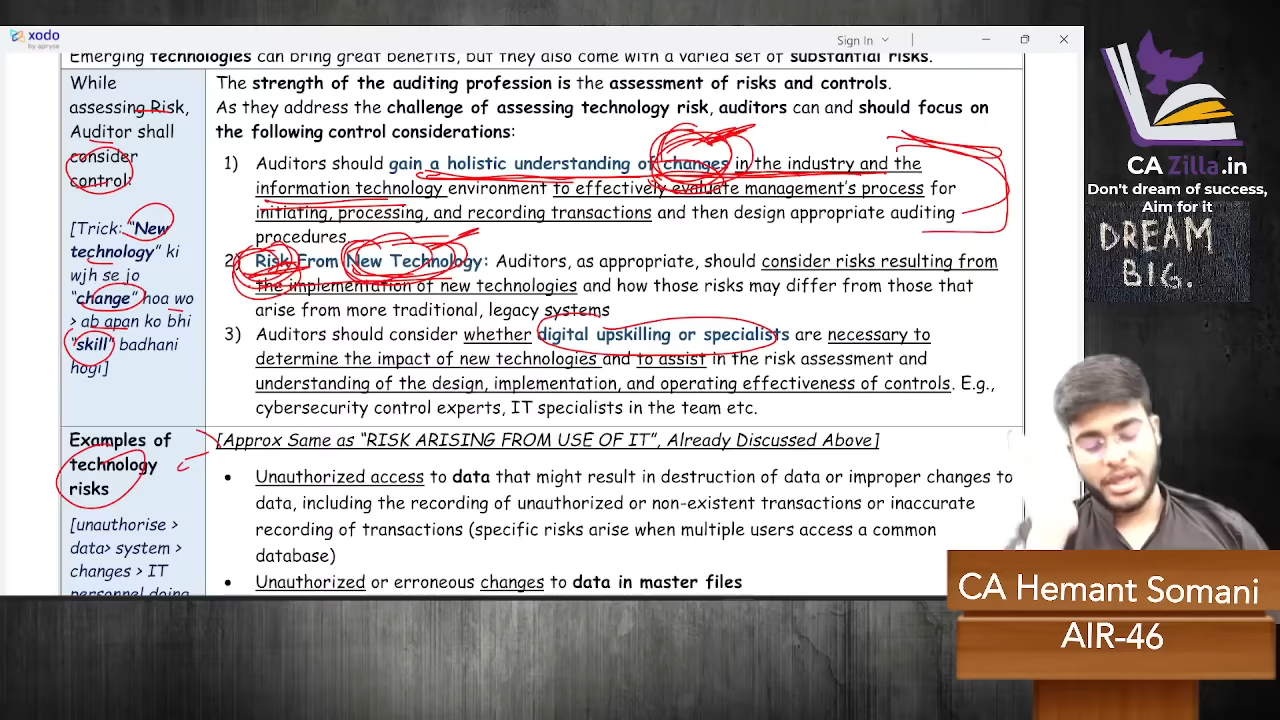 xodo
by apryse
Sign In
Emerging technologies can bring great benefits, but they also come with a varied set of substantial risks.
While
assessing Risk,
Auditor shall
consider
control:
[Trick: “New
technology” ki
wjh se jo
“change” hoa wo
> ab apan ko bhi
“skill” badhani
hogi]
The strength of the auditing profession is the assessment of risks and controls.
As they address the challenge of assessing technology risk, auditors can and should focus on
the following control considerations:
1) Auditors should gain a holistic understanding of changes in the industry and the
information technology environment to effectively evaluate management’s process for
initiating, processing, and recording transactions and then design appropriate auditing
procedures
2) Risk From New Technology: Auditors, as appropriate, should consider risks resulting from
the implementation of new technologies and how those risks may differ from those that
arise from more traditional, legacy systems
3) Auditors should consider whether digital upskilling or specialists are necessary to
determine the impact of new technologies and to assist in the risk assessment and
understanding of the design, implementation, and operating effectiveness of controls. E.g.,
cybersecurity control experts, IT specialists in the team etc.
Examples of
technology
risks
[unauthorise >
data> system >
changes > IT
personnel doing
[Approx Same as “RISK ARISING FROM USE OF IT”, Already Discussed Above]
• Unauthorized access to data that might result in destruction of data or improper changes to
data, including the recording of unauthorized or non-existent transactions or inaccurate
recording of transactions (specific risks arise when multiple users access a common
database)
• Unauthorized or erroneous changes to data in master files
CA Zilla.in
Don't dream of success,
Aim for it
DREAM
BIG.
CA Hemant Somani
AIR-46